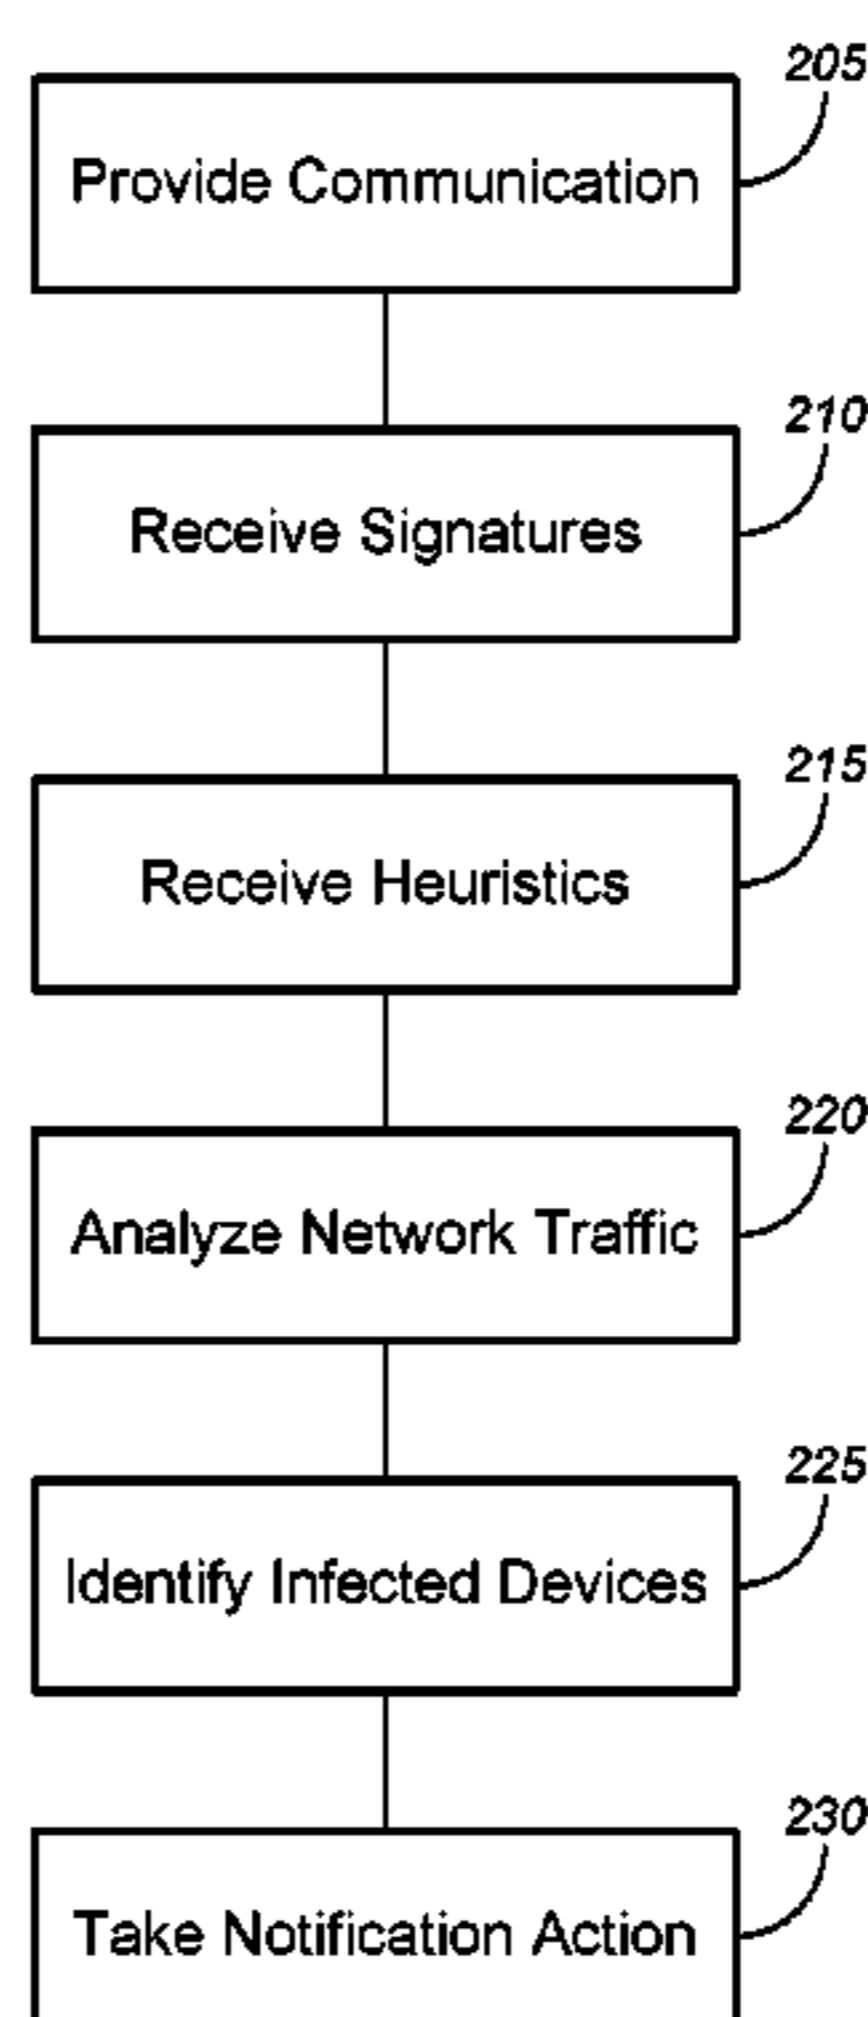 205
Provide Communication
210
Receive Signatures
215
Receive Heuristics
220
Analyze Network Traffic
225
Identify Infected Devices
230
Take Notification Action